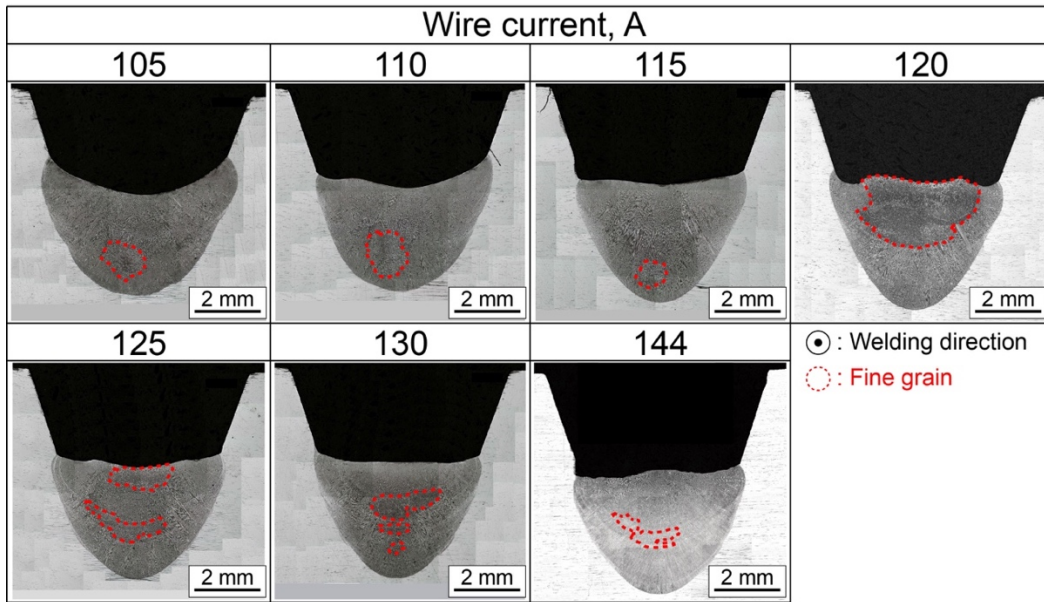 Wire current, A
105 110 115 120
2 mm 2 mm 2 mm 2 mm
125 130 144
: Welding direction
: Fine grain
2 mm 2 mm 2 mm